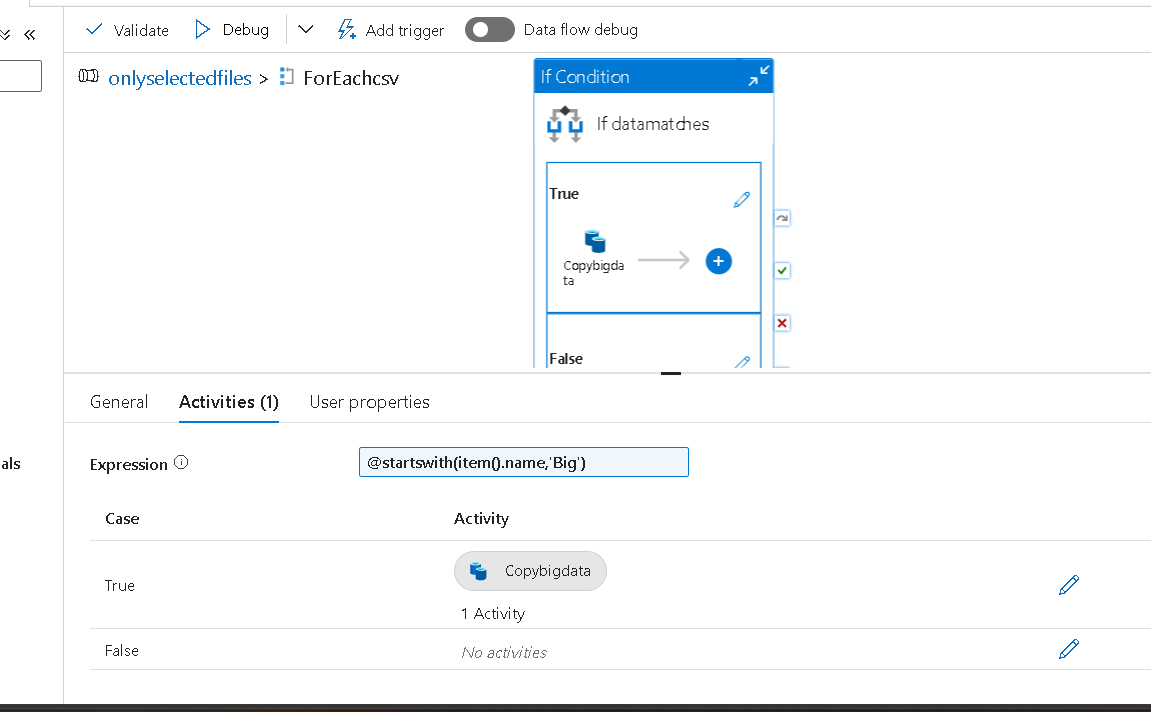 Validate Debug Add trigger Data flow debug
onlyselectedfiles > ForEachcsv
If Condition
If datamatches
True
Copybigda
ta
False
General Activities (1) User properties
als
Expression @startswith(item().name,'Big')
Case Activity
True Copybigdata
1 Activity
False No activities